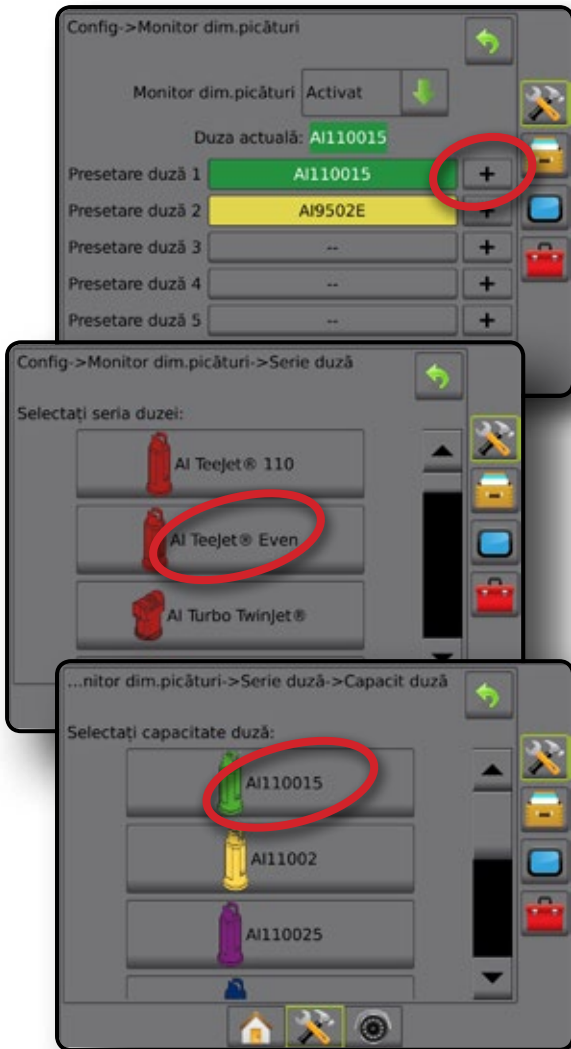 Config->Monitor dim.picături
Monitor dim.picături Activat
Duza actuală: AI110015
Presetare duză 1 AI110015 +
Presetare duză 2 AI9502E +
Presetare duză 3 -- +
Presetare duză 4 -- +
Presetare duză 5 -- +
Config->Monitor dim.picături->Serie duză
Selectați seria duzei:
AI TeeJet® 110
AI TeeJet® Even
AI Turbo TwinJet®
...nitor dim.picături->Serie duză->Capacit duză
Selectați capacitate duză:
AI110015
AI11002
AI110025